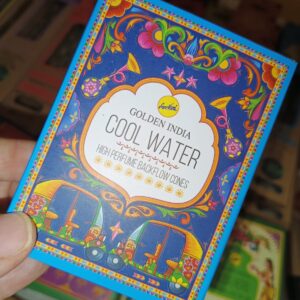 GOLDEN INDIA
COOL WATER
HIGH PERFUME BACKFLOW CONES